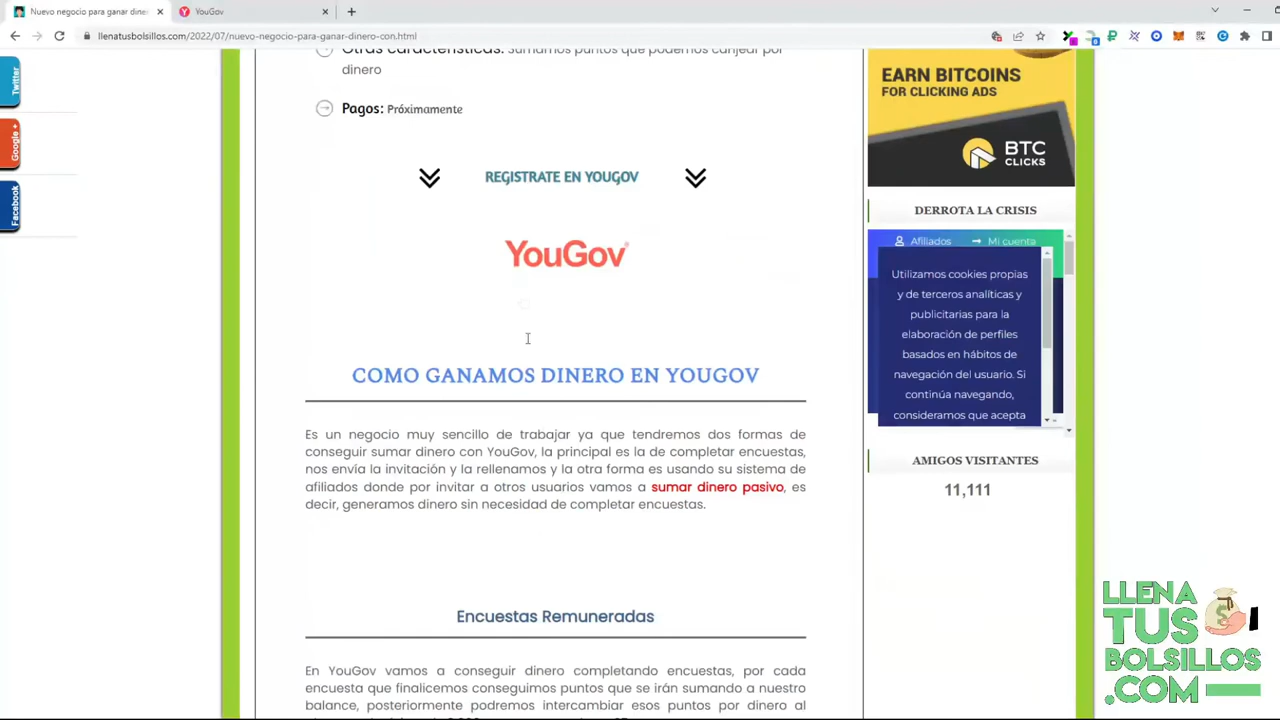 Nuevo negocio para ganar dine
YouGov
llenatusbolsillos.com/2022/07/nuevo-negocio-para-ganar-dinero-con.html
Twitter
Google +
Facebook
Otras características: Sumamos puntos que podemos canjear por
dinero
Pagos: Próximamente
REGISTRATE EN YOUGOV
YouGov
COMO GANAMOS DINERO EN YOUGOV
Es un negocio muy sencillo de trabajar ya que tendremos dos formas de
conseguir sumar dinero con YouGov, la principal es la de completar encuestas,
nos envía la invitación y la rellenamos y la otra forma es usando su sistema de
afiliados donde por invitar a otros usuarios vamos a sumar dinero pasivo, es
decir, generamos dinero sin necesidad de completar encuestas.
Encuestas Remuneradas
En YouGov vamos a conseguir dinero completando encuestas, por cada
encuesta que finalicemos conseguimos puntos que se irán sumando a nuestro
balance, posteriormente podremos intercambiar esos puntos por dinero al
EARN BITCOINS
FOR CLICKING ADS
BTC
CLICKS
DERROTA LA CRISIS
Afiliados
Mi cuenta
Utilizamos cookies propias
y de terceros analíticas y
publicitarias para la
elaboración de perfiles
basados en hábitos de
navegación del usuario. Si
continúa navegando,
consideramos que acepta
AMIGOS VISITANTES
11,111
LLENA
TUS
BOLSILLOS
.COM